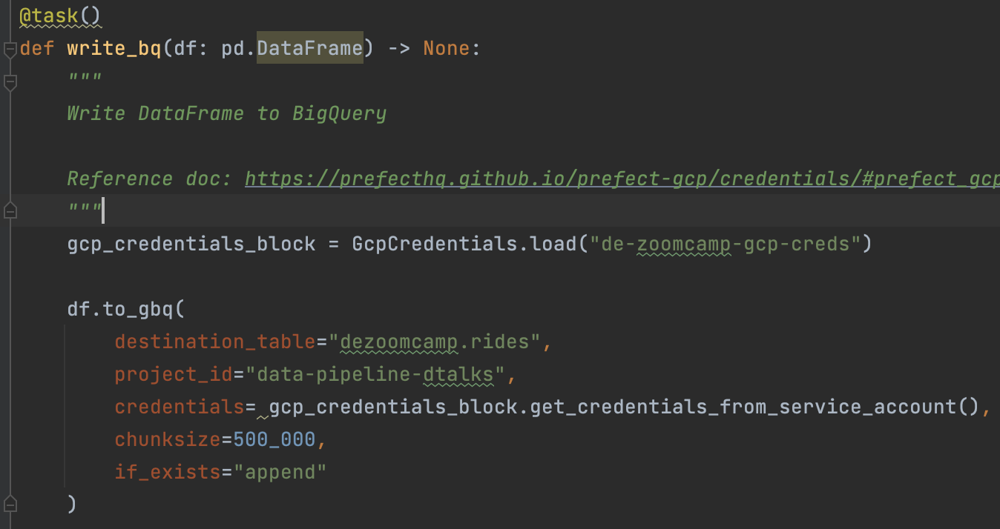 @task()
def write_bq(df: pd.DataFrame) -> None:
"""
Write DataFrame to BigQuery
Reference doc: https://prefecthq.github.io/prefect-gcp/credentials/#prefect_gcp
"""
gcp_credentials_block = GcpCredentials.load("de-zoomcamp-gcp-creds")
df.to_gbq(
destination_table="dezoomcamp.rides",
project_id="data-pipeline-dtalks",
credentials= gcp_credentials_block.get_credentials_from_service_account(),
chunksize=500_000,
if_exists="append"
)